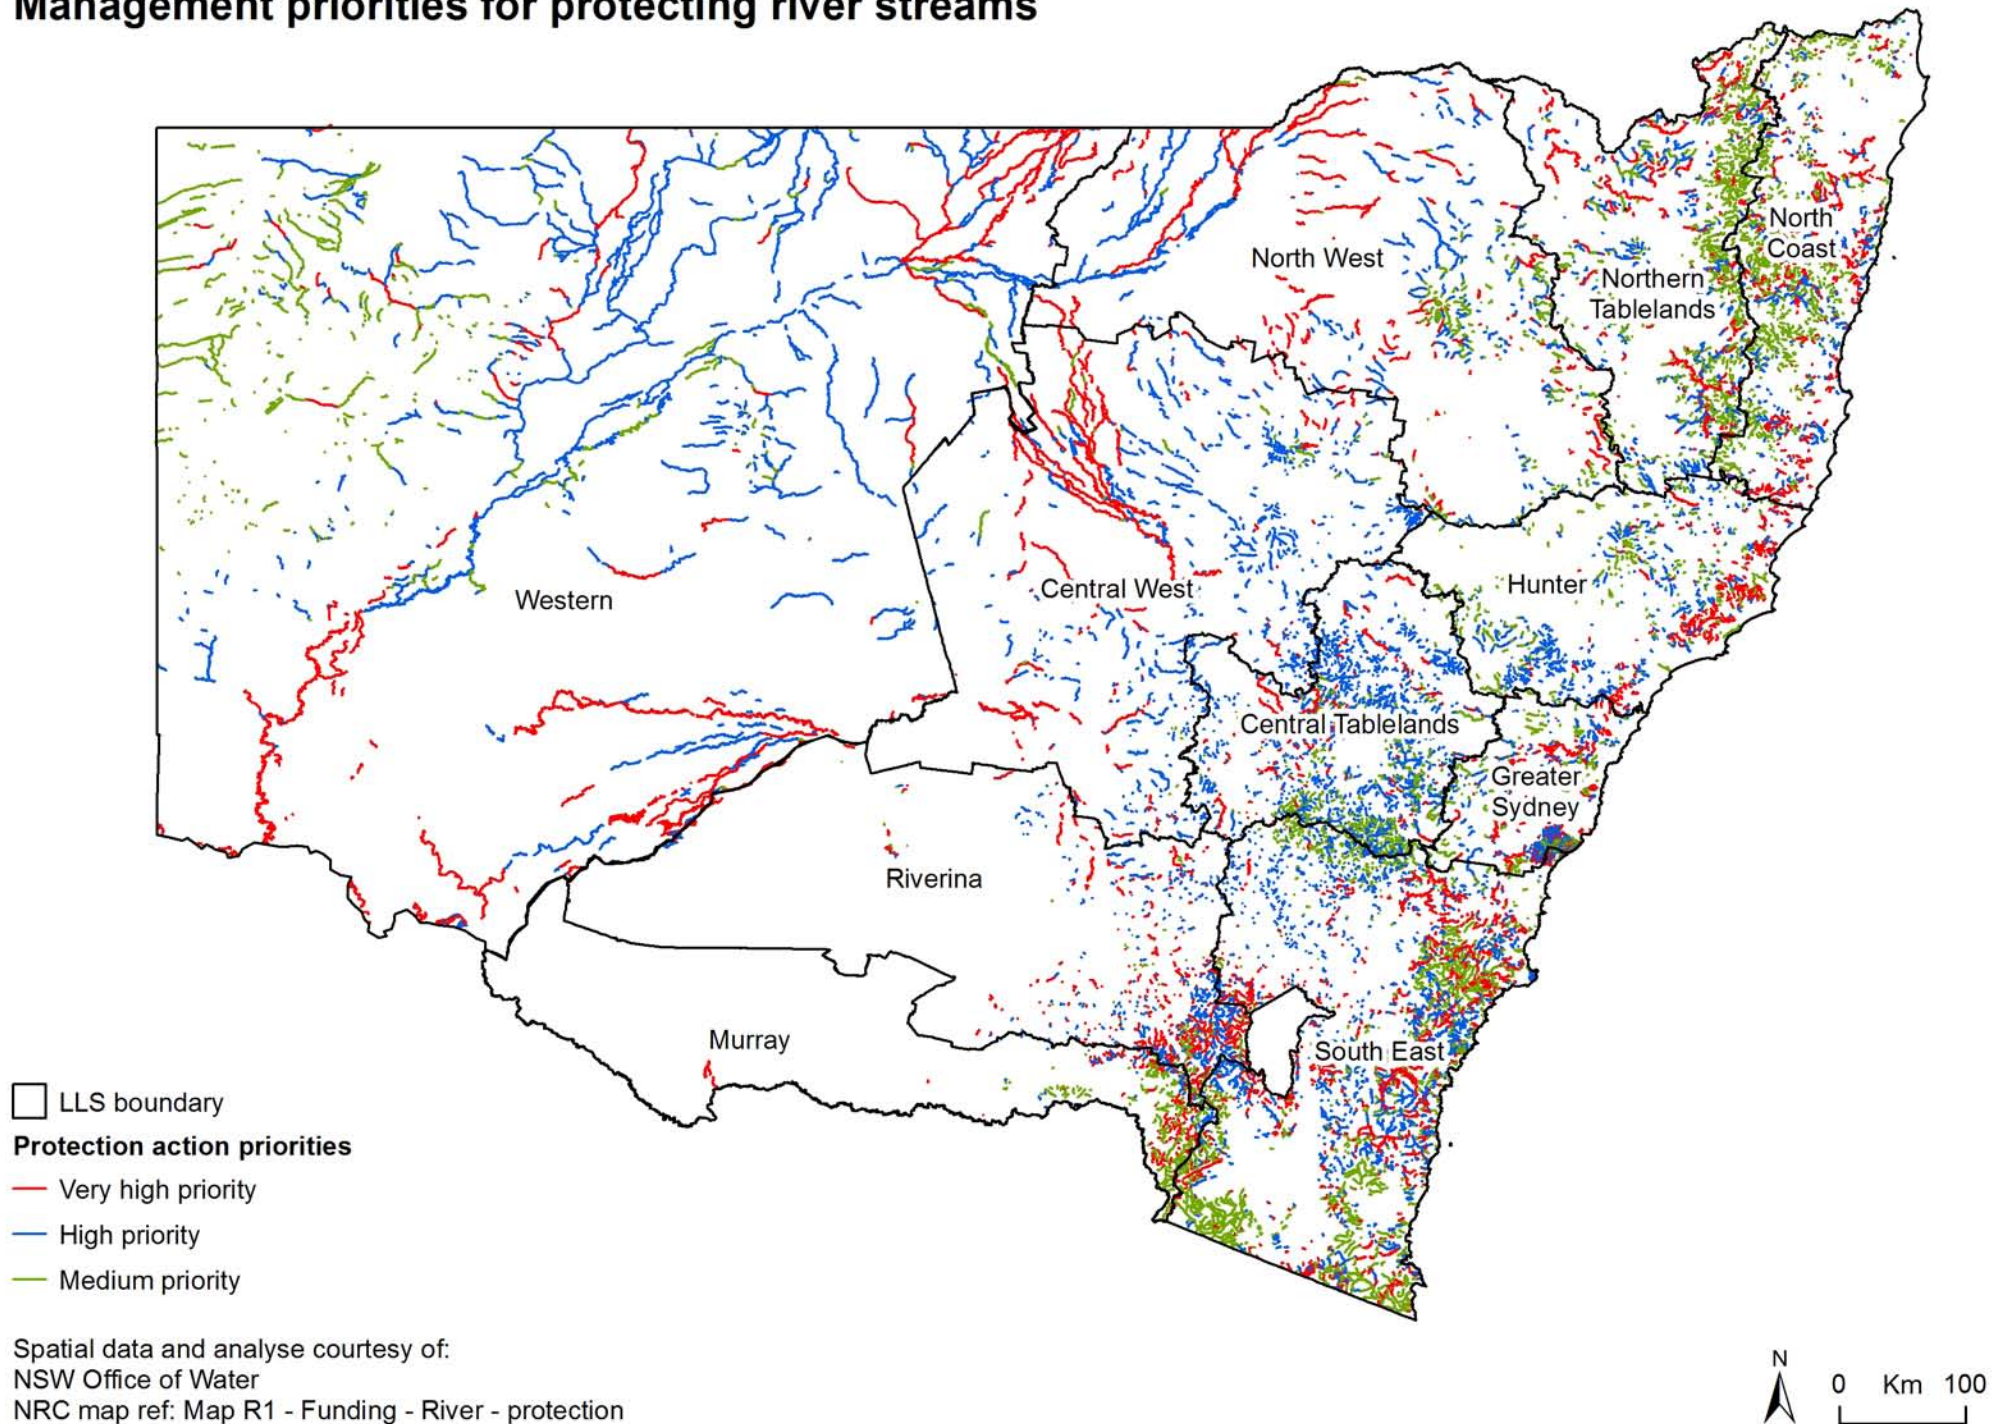 Management priorities for protecting river streams
North
Coast
North West
Northern
Tablelands
Western
Central West
Hunter
Central Tablelands
Greater
Sydney
Riverina
Murray
South East
LLS boundary
Protection action priorities
Very high priority
High priority
Medium priority
Spatial data and analyse courtesy of:
NSW Office of Water
NRC map ref: Map R1 - Funding - River - protection
N
0 Km 100